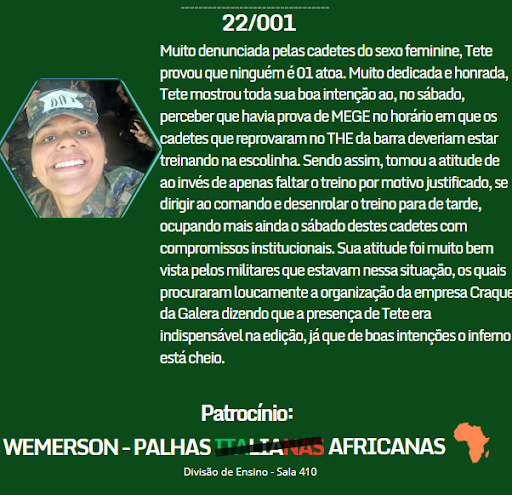 22/001
Muito denunciada pelas cadetes do sexo feminine, Tete
provou que ninguém é 01 atoa. Muito dedicada e honrada,
Tete mostrou toda sua boa intenção ao, no sábado,
perceber que havia prova de MEGE no horário em que os
cadetes que reprovaram no THE da barra deveriam estar
treinando na escolinha. Sendo assim, tomou a atitude de
ao invés de apenas faltar o treino por motivo justificado, se
dirigir ao comando e desenrolar o treino para de tarde,
ocupando mais ainda o sábado destes cadetes com
compromissos institucionais. Sua atitude foi muito bem
vista pelos militares que estavam nessa situação, os quais
procuraram loucamente a organização da empresa Craque
da Galera dizendo que a presença de Tete era
indispensável na edição, já que de boas intenções o inferno
está cheio.
Patrocínio:
WEMERSON - PALHAS ITALIANAS AFRICANAS
Divisão de Ensino - Sala 410